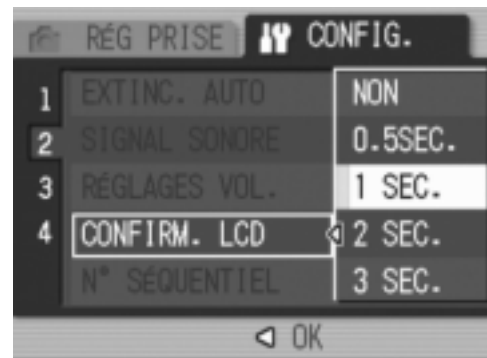 RÉG PRISE CONFIG.
1 EXTINC. AUTO NON
2 SIGNAL SONORE 0.5SEC.
3 RÉGLAGES VOL. 1 SEC.
4 CONFIRM. LCD 2 SEC.
N° SÉQUENTIEL 3 SEC.
OK